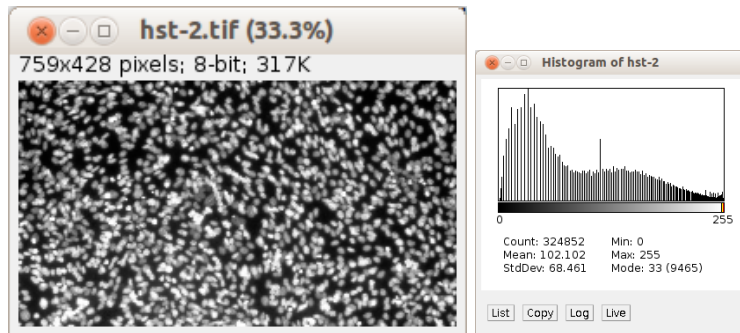 hst-2.tif (33.3%)
759x428 pixels; 8-bit; 317K
Histogram of hst-2
0 255
Count: 324852 Min: 0
Mean: 102.102 Max: 255
StdDev: 68.461 Mode: 33 (9465)
List Copy Log Live